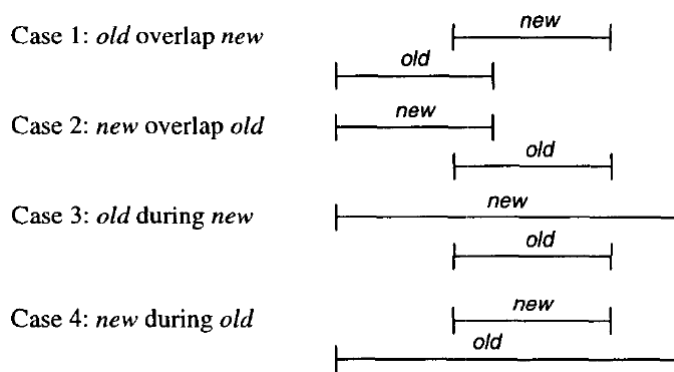 Case 1: old overlap new
new
old
Case 2: new overlap old
new
old
Case 3: old during new
new
old
Case 4: new during old
new
old